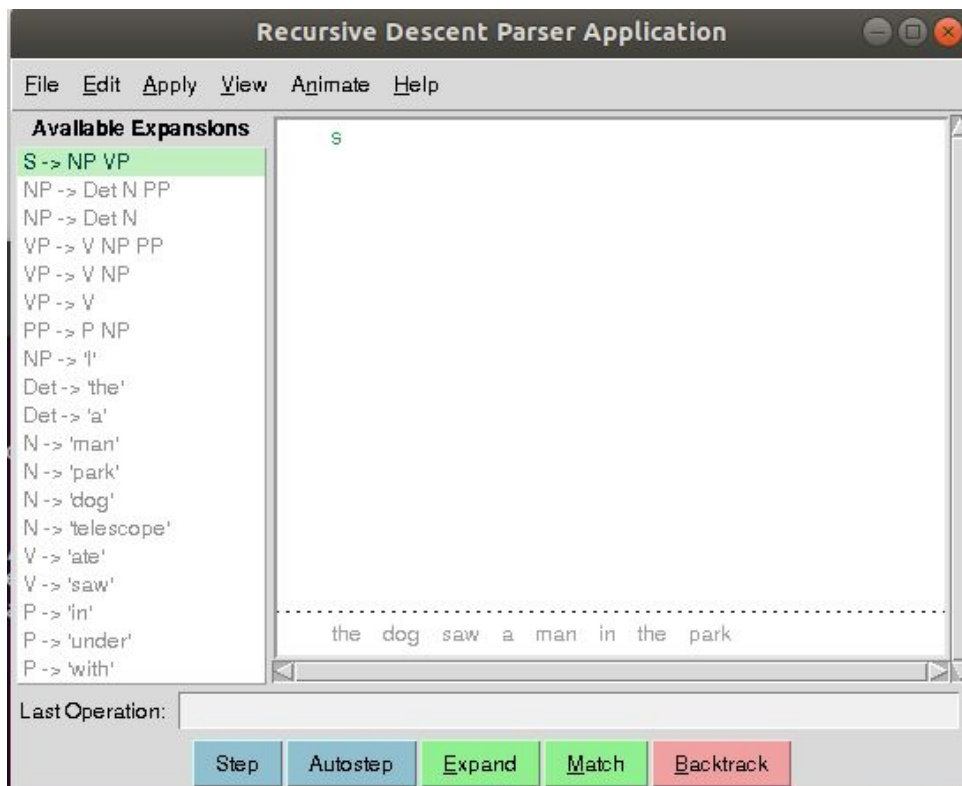 Recursive Descent Parser Application
File Edit Apply View Animate Help
Available Expansions
S -> NP VP
NP -> Det N PP
NP -> Det N
VP -> V NP PP
VP -> V NP
VP -> V
PP -> P NP
NP -> 'I'
Det -> 'the'
Det -> 'a'
N -> 'man'
N -> 'park'
N -> 'dog'
N -> 'telescope'
V -> 'ate'
V -> 'saw'
P -> 'in'
P -> 'under'
P -> 'with'
S
the dog saw a man in the park
Last Operation:
Step Autostep Expand Match Backtrack